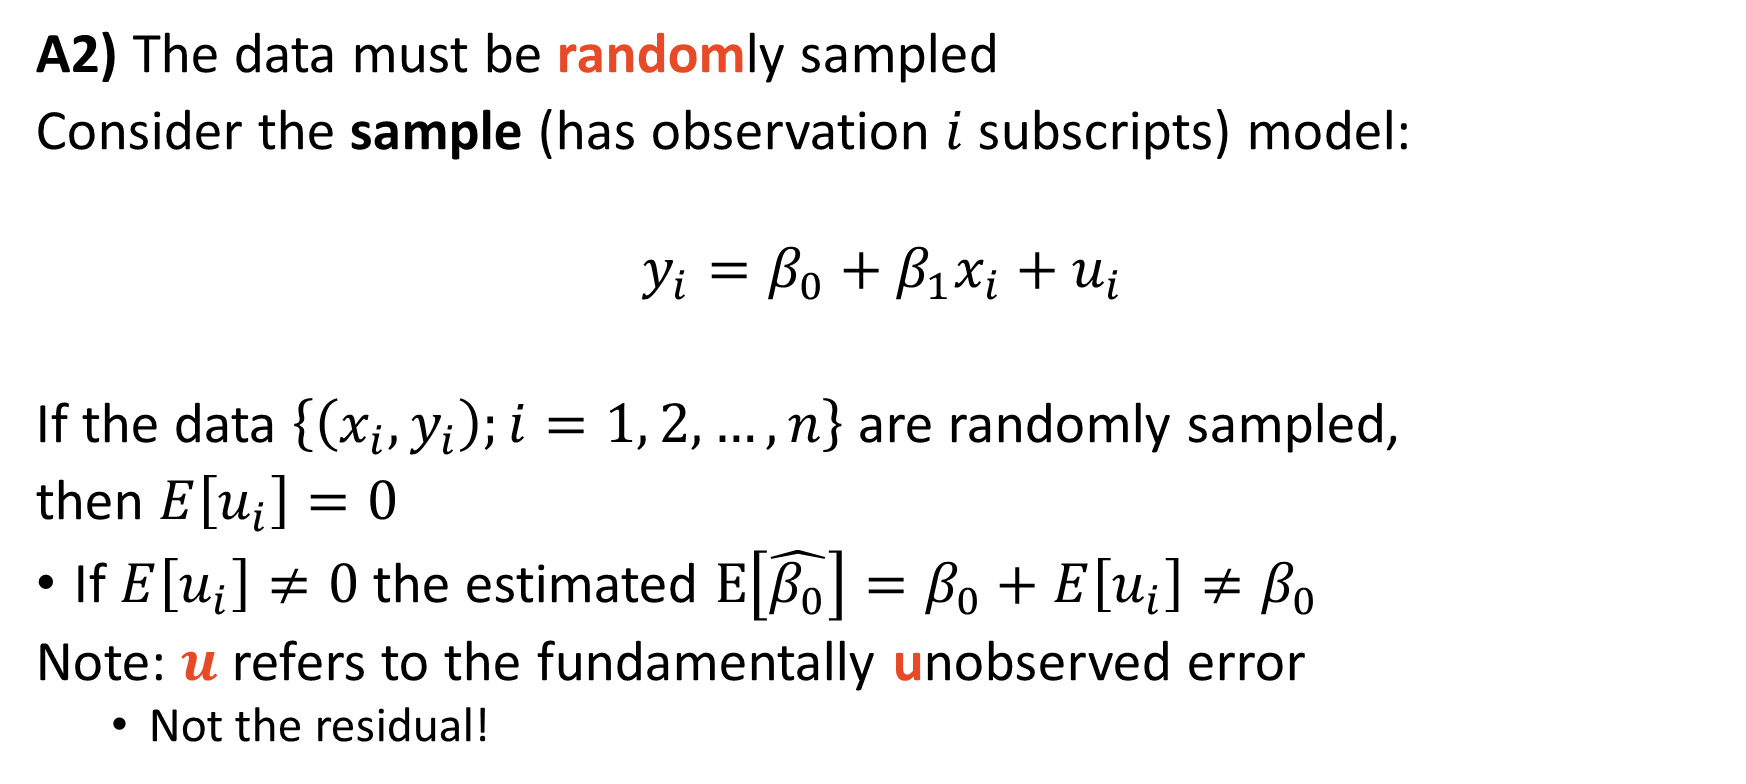 A2) The data must be randomly sampled
Consider the sample (has observation i subscripts) model:
yᵢ = β₀ + β₁xᵢ + uᵢ
If the data {(xᵢ, yᵢ); i = 1, 2, … , n} are randomly sampled,
then E[uᵢ] = 0
• If E[uᵢ] ≠ 0 the estimated E[β₀̂] = β₀ + E[uᵢ] ≠ β₀
Note: u refers to the fundamentally unobserved error
• Not the residual!